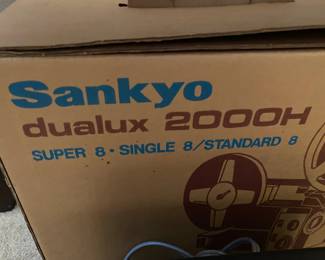 Sankyo
dualux 2000H
SUPER 8 • SINGLE 8/STANDARD 8